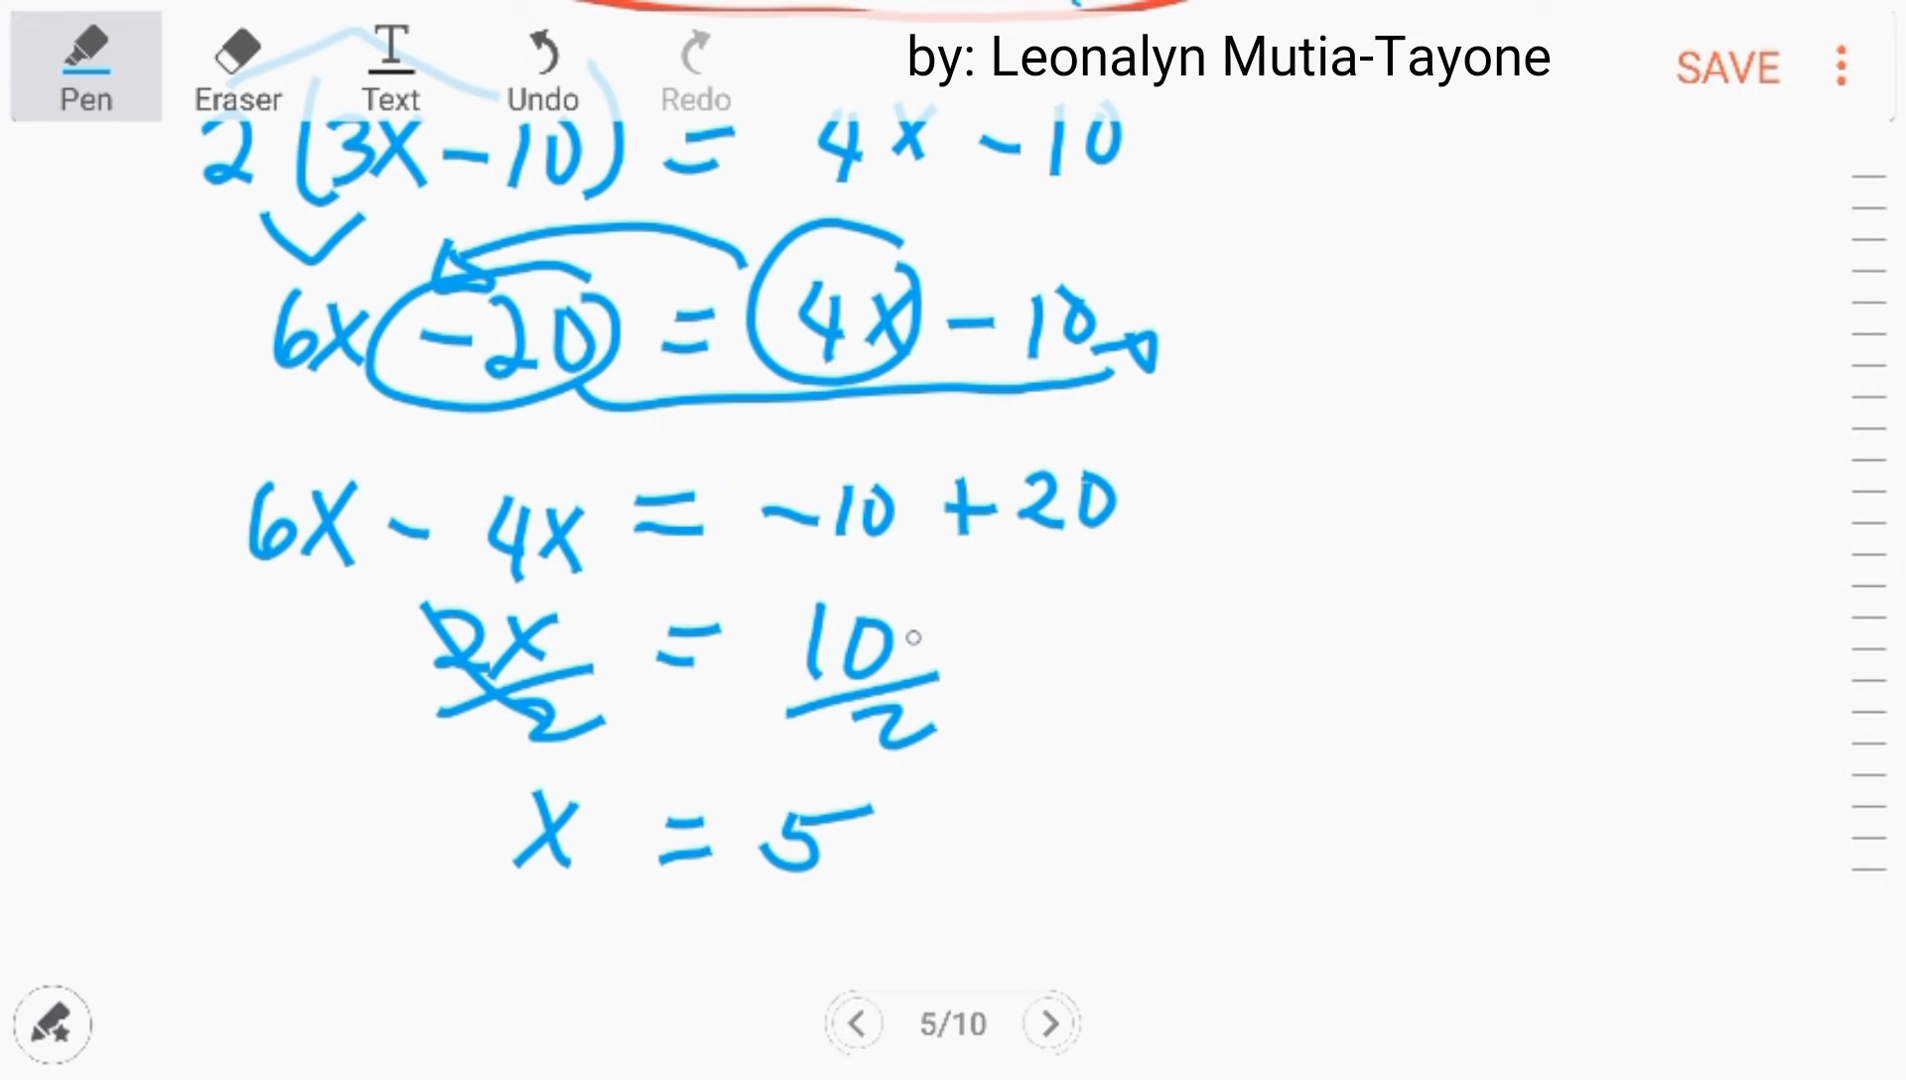 by: Leonalyn Mutia-Tayone
SAVE
Pen
Eraser
Text
Undo
Redo
2(3x-10) = 4x -10
6x -20 = 4x -10
6x - 4x = -10 +20
2x/2 = 10/2
x = 5
5/10